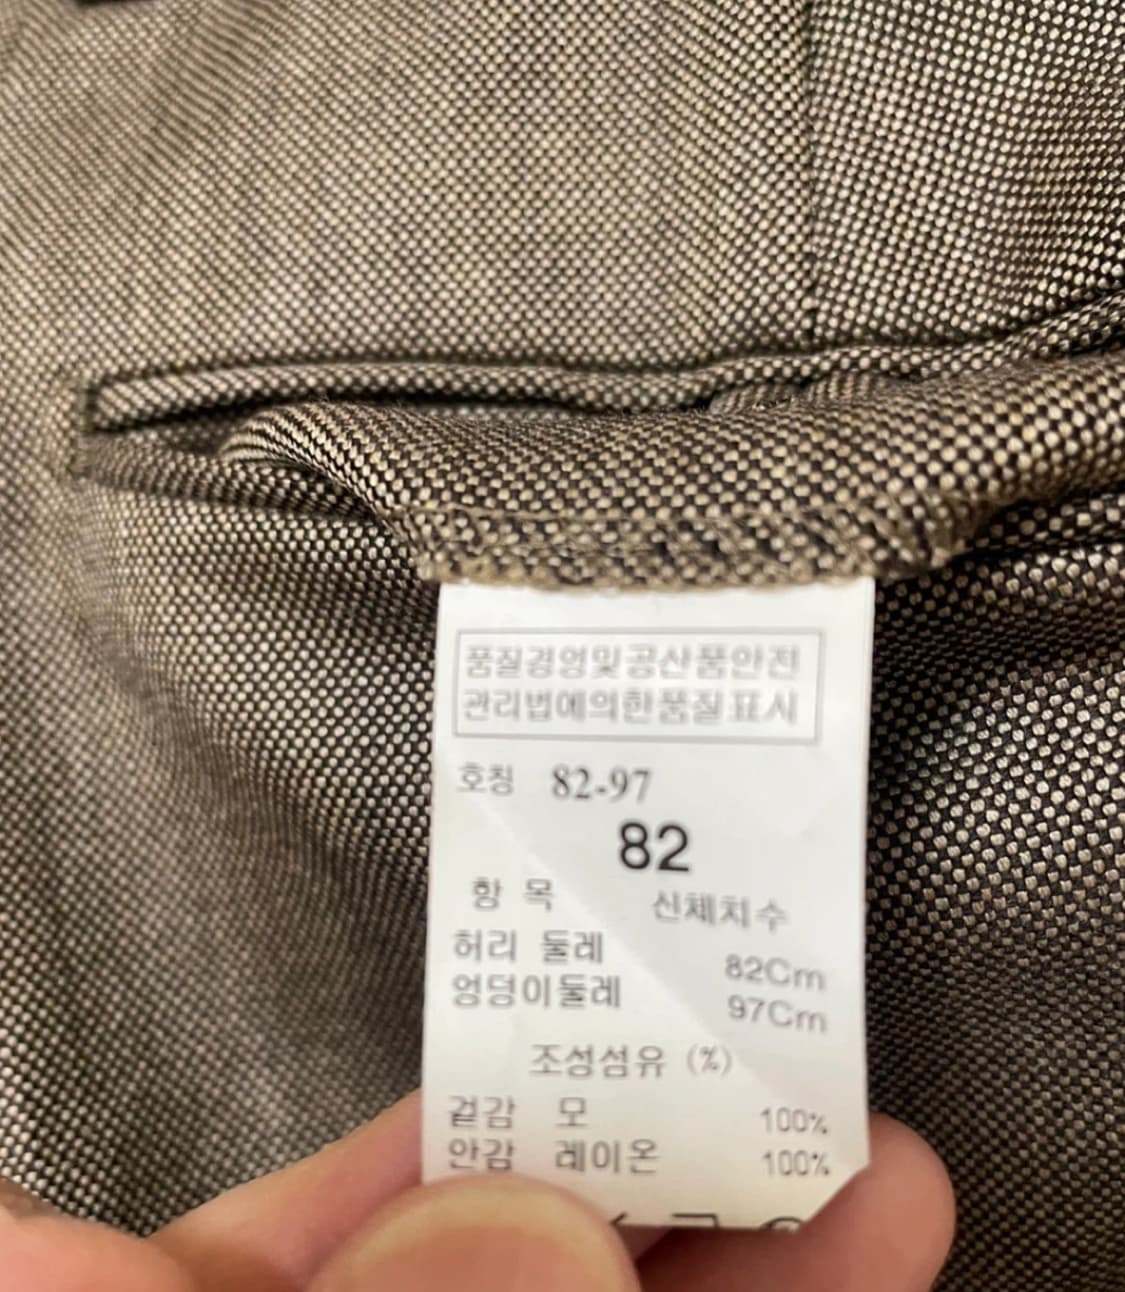 품질경영및공산품안전
관리법에의한품질표시
호칭 82-97
82
항 목 신체치수
허리 둘레 82Cm
엉덩이둘레 97Cm
조성섬유 (%)
겉감 모 100%
안감 레이온 100%